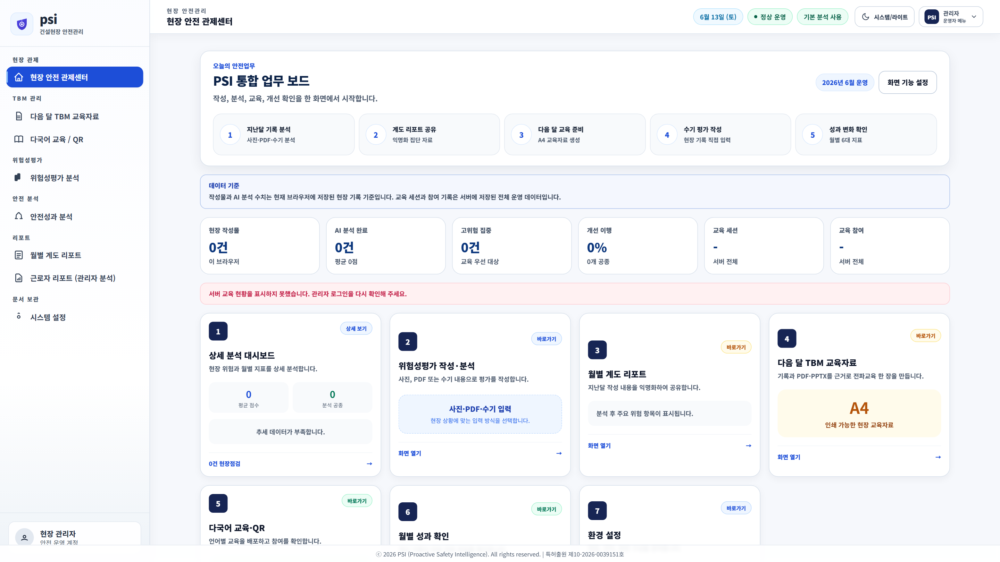 psi
건설현장 안전관리
현장 관제
현장 안전 관제센터
TBM 관리
다음 달 TBM 교육자료
다국어 교육 / QR
위험성평가
위험성평가 분석
안전 분석
안전성과 분석
리포트
월별 계도 리포트
근로자 리포트 (관리자 분석)
문서 보관
시스템 설정
현장 관리자
안전 운영 계정
현장 안전관리
현장 안전 관제센터
6월 13일 (토)
정상 운영
기본 분석 사용
시스템/라이트
PSI
관리자
운영자 메뉴
오늘의 안전업무
PSI 통합 업무 보드
작성, 분석, 교육, 개선 확인을 한 화면에서 시작합니다.
2026년 6월 운영
화면 기능 설정
1
지난달 기록 분석
사진·PDF·수기 분석
2
계도 리포트 공유
익명화 집단 자료
3
다음 달 교육 준비
A4 교육자료 생성
4
수기 평가 작성
현장 기록 직접 입력
5
성과 변화 확인
월별 6대 지표
데이터 기준
작성물과 AI 분석 수치는 현재 브라우저에 저장된 현장 기록 기준입니다. 교육 세션과 참여 기록은 서버에 저장된 전체 운영 데이터입니다.
현장 작성물
0건
이 브라우저
AI 분석 완료
0건
평균 0점
고위험 집중
0건
교육 우선 대상
개선 이행
0%
0개 공종
교육 세션
-
서버 전체
교육 참여
-
서버 전체
서버 교육 현황을 표시하지 못했습니다. 관리자 로그인을 다시 확인해 주세요.
1
상세 보기
상세 분석 대시보드
현장 위험과 월별 지표를 상세 분석합니다.
0
평균 점수
0
분석 공종
추세 데이터가 부족합니다.
0건 현장점검 →
2
바로가기
위험성평가 작성·분석
사진, PDF 또는 수기 내용으로 평가를 작성합니다.
사진·PDF·수기 입력
현장 상황에 맞는 입력 방식을 선택합니다.
화면 열기 →
3
바로가기
월별 계도 리포트
지난달 작성 내용을 익명화하여 공유합니다.
분석 후 주요 위험 항목이 표시됩니다.
화면 열기 →
4
바로가기
다음 달 TBM 교육자료
기록과 PDF·PPTX를 근거로 전파교육 한 장을 만듭니다.
A4
인쇄 가능한 현장 교육자료
화면 열기 →
5
바로가기
다국어 교육·QR
언어별 교육을 배포하고 참여를 확인합니다.
6
바로가기
월별 성과 확인
7
바로가기
환경 설정
ⓒ 2026 PSI (Proactive Safety Intelligence). All rights reserved. | 특허출원 제10-2026-0039151호